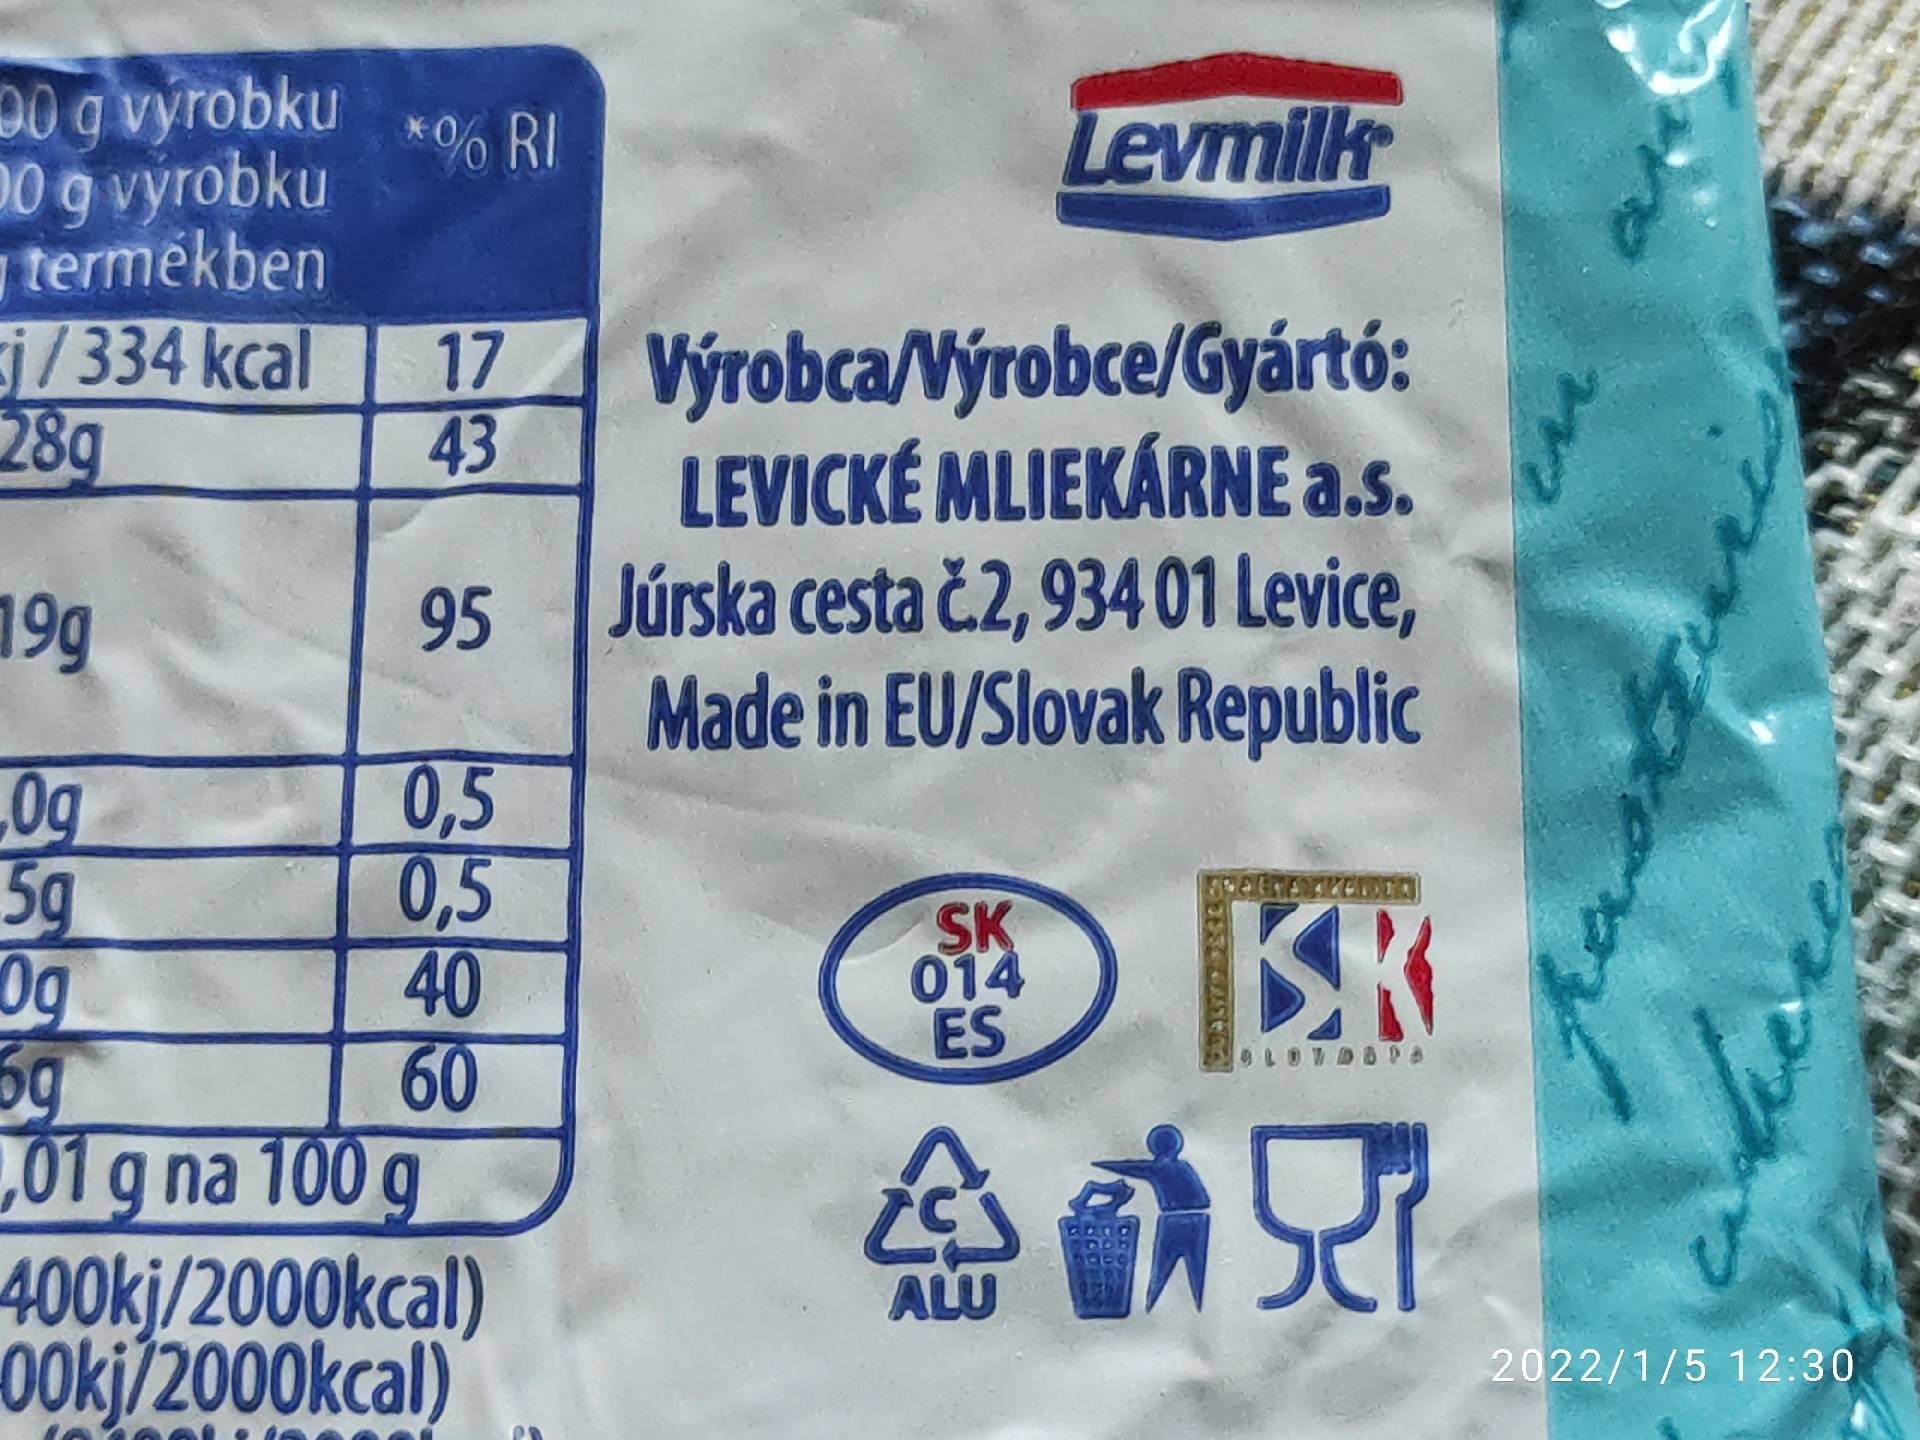 00 g výrobku
00 g výrobku
g termékben
*% RI
kj / 334 kcal 17
28g 43
19g 95
,0g 0,5
,5g 0,5
0g 40
6g 60
,01 g na 100 g
400kj/2000kcal)
00kj/2000kcal)
Levmilk
Výrobca/Výrobce/Gyártó:
LEVICKÉ MLIEKÁRNE a.s.
Júrska cesta č.2, 934 01 Levice,
Made in EU/Slovak Republic
SK
014
ES
SK
C
ALU
2022/1/5 12:30